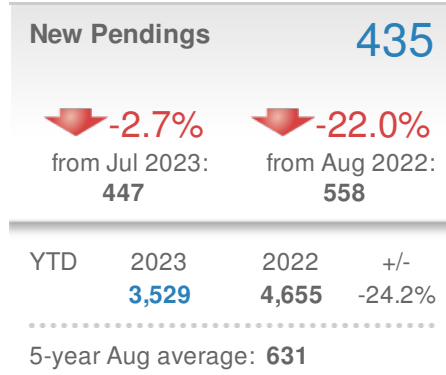 New Pendings 435
-2.7% -22.0%
from Jul 2023: from Aug 2022:
447 558
YTD 2023 2022 +/-
3,529 4,655 -24.2%
5-year Aug average: 631